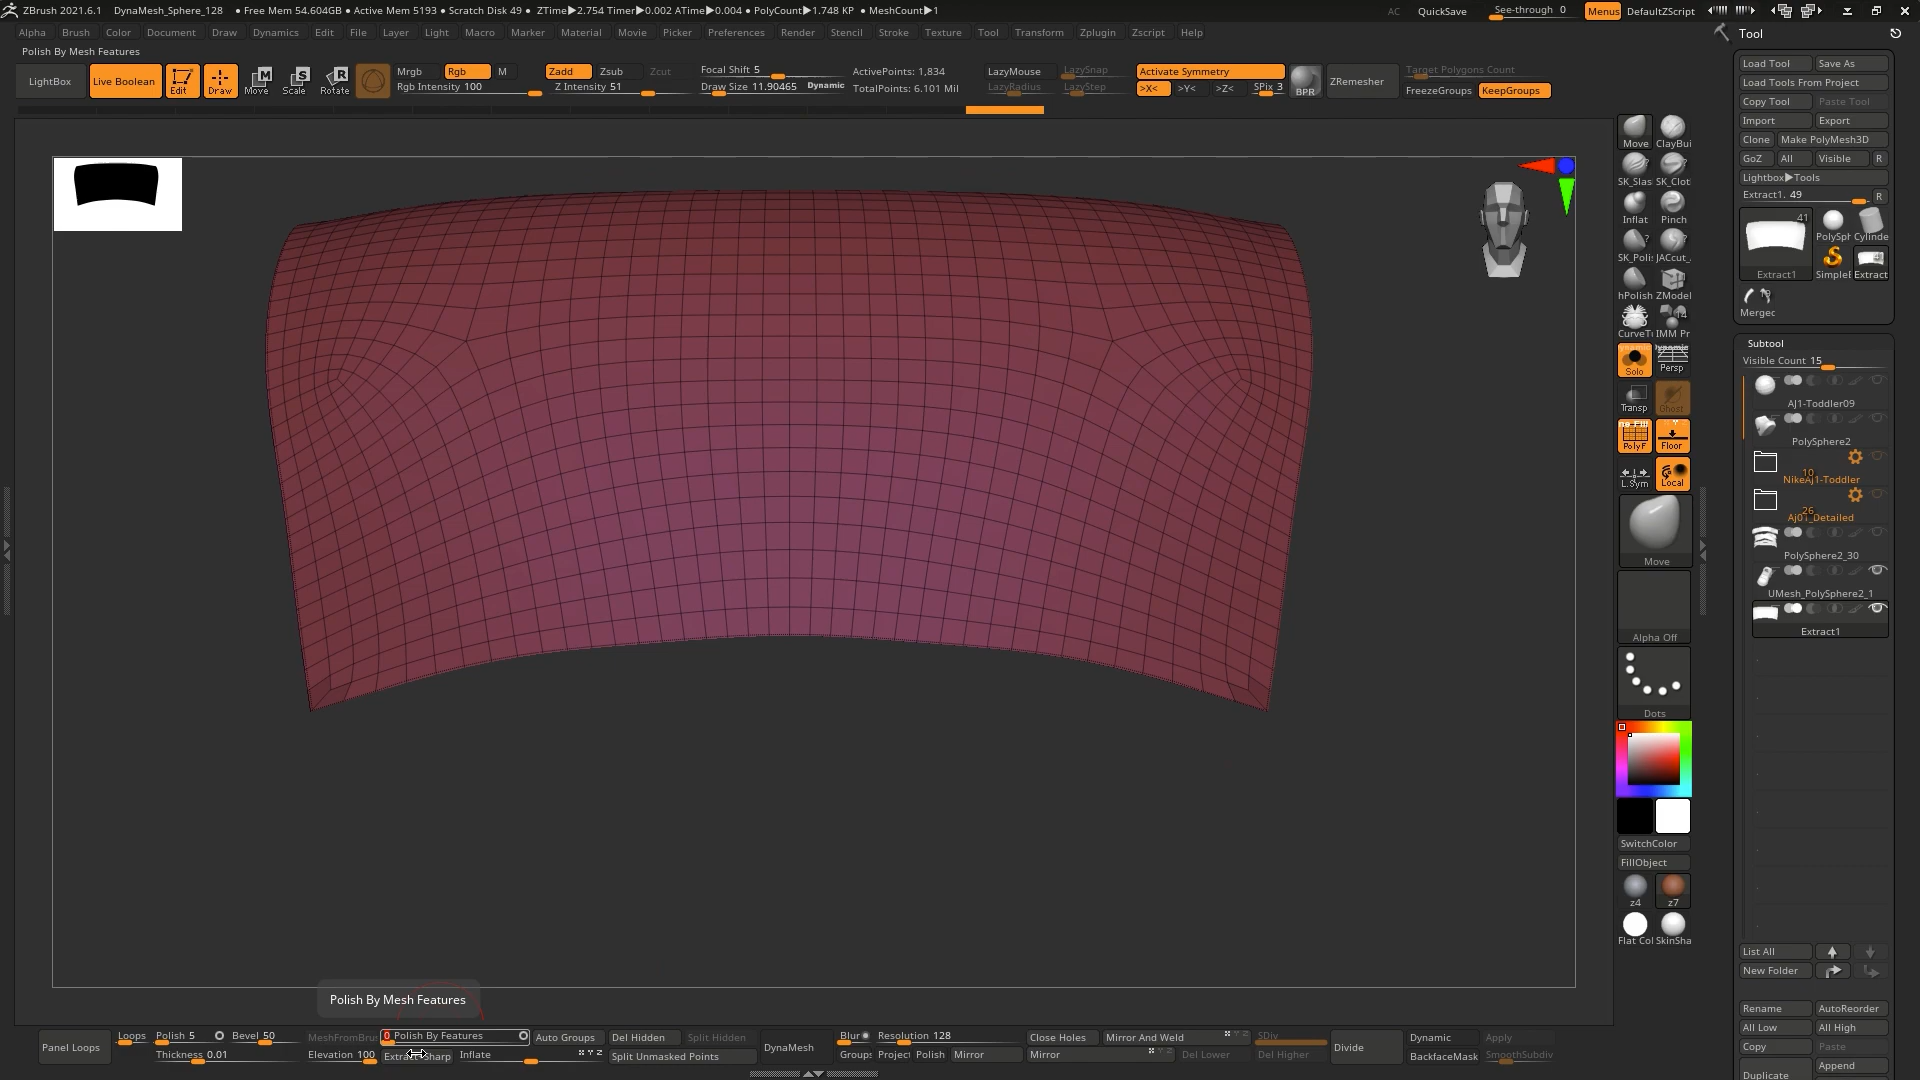 ZBrush 2021.6.1 DynaMesh_Sphere_128 • Free Mem 54.604GB • Active Mem 5193 • Scratch Disk 49 • ZTime▶2.754 Timer▶0.002 ATime▶0.004 • PolyCount▶1.748 KP • MeshCount▶1 AC QuickSave See-through 0 Menus DefaultZScript
Alpha Brush Color Document Draw Dynamics Edit File Layer Light Macro Marker Material Movie Picker Preferences Render Stencil Stroke Texture Tool Transform Zplugin Zscript Help
Polish By Mesh Features
LightBox Live Boolean Edit Draw Move Scale Rotate
Mrgb Rgb M Zadd Zsub Zcut
Rgb Intensity 100 Z Intensity 51
Focal Shift 5
Draw Size 11.90465 Dynamic
ActivePoints: 1,834
TotalPoints: 6.101 Mil
LazyMouse LazySnap
LazyRadius LazyStep
Activate Symmetry
>X< >Y< >Z< SPix 3
BPR ZRemesher
Target Polygons Count
FreezeGroups KeepGroups
Move ClayBui
SK_Slas SK_Clot
Inflat Pinch
SK_Poli JACcut_
hPolish ZModel
CurveTu IMM Pr
14
Solo Persp
Transp Ghost
PolyF Floor
L.Sym Local
Move
Alpha Off
Dots
SwitchColor
FillObject
z4 z7
Flat Col SkinSha
Tool
Load Tool Save As
Load Tools From Project
Copy Tool Paste Tool
Import Export
Clone Make PolyMesh3D
GoZ All Visible R
Lightbox▶Tools
Extract1. 49 R
41
PolySph Cylinde
Extract1 SimpleB Extract
Mergec
Subtool
Visible Count 15
AJ1-Toddler09
PolySphere2
10
NikeAj1-Toddler
26
Aj01_Detailed
PolySphere2_30
UMesh_PolySphere2_1
Extract1
List All
New Folder
Rename AutoReorder
All Low All High
Copy Paste
Duplicate Append
Polish By Mesh Features
Panel Loops
Loops Polish 5 Bevel 50
Thickness 0.01 Elevation 100
MeshFromBrus 0 Polish By Features Auto Groups Del Hidden Split Hidden
Inflate Split Unmasked Points
DynaMesh
Blur Resolution 128
Groups Project Polish Mirror
Close Holes Mirror And Weld SDiv
Mirror Del Lower Del Higher
Divide
Dynamic Apply
BackfaceMask SmoothSubdiv